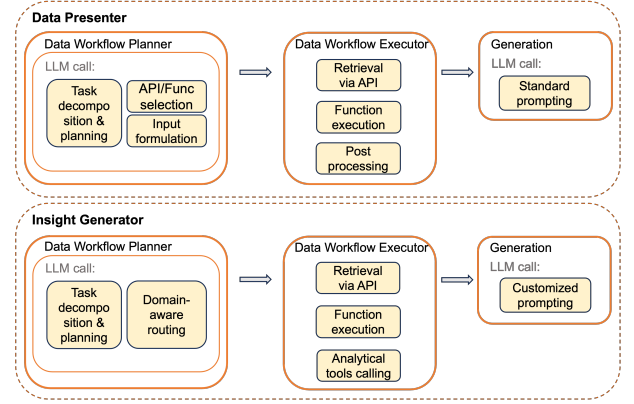 Data Presenter
Data Workflow Planner
LLM call:
Task
decompo
sition &
planning
API/Func
selection
Input
formulation
Data Workflow Executor
Retrieval
via API
Function
execution
Post
processing
Generation
LLM call:
Standard
prompting
Insight Generator
Data Workflow Planner
LLM call:
Task
decompo
sition &
planning
Domain-
aware
routing
Data Workflow Executor
Retrieval
via API
Function
execution
Analytical
tools calling
Generation
LLM call:
Customized
prompting